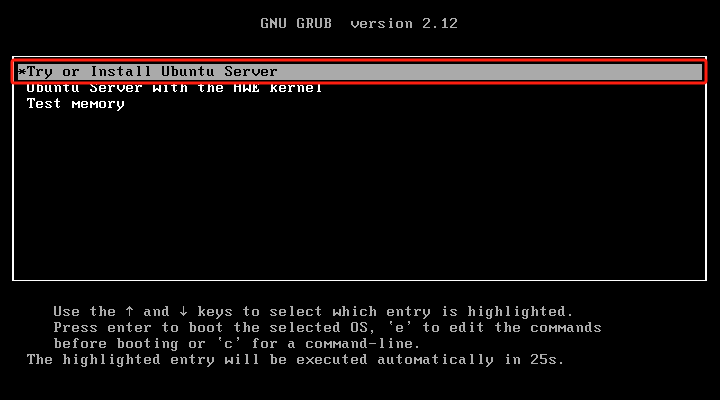 GNU GRUB version 2.12
*Try or Install Ubuntu Server
Ubuntu Server with the HWE kernel
Test memory
Use the ↑ and ↓ keys to select which entry is highlighted.
Press enter to boot the selected OS, `e' to edit the commands
before booting or `c' for a command-line.
The highlighted entry will be executed automatically in 25s.